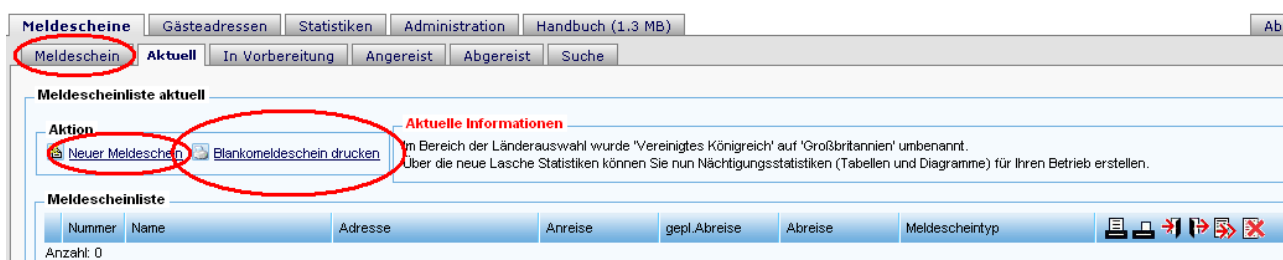 Meldescheine Gästeadressen Statistiken Administration Handbuch (1.3 MB) Ab
Meldeschein Aktuell In Vorbereitung Angereist Abgereist Suche
Meldescheinliste aktuell
Aktion
Neuer Meldeschein Blankomeldeschein drucken
Aktuelle Informationen
Im Bereich der Länderauswahl wurde 'Vereinigtes Königreich' auf 'Großbritannien' umbenannt.
Über die neue Lasche Statistiken können Sie nun Nächtigungsstatistiken (Tabellen und Diagramme) für Ihren Betrieb erstellen.
Meldescheinliste
Nummer Name Adresse Anreise gepl.Abreise Abreise Meldescheintyp
Anzahl: 0